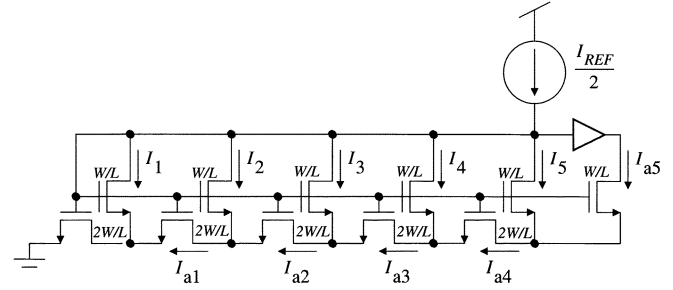 I_REF
2
I_1 I_2 I_3 I_4 I_5 I_a5
W/L W/L W/L W/L W/L W/L
2W/L 2W/L 2W/L 2W/L 2W/L
I_a1 I_a2 I_a3 I_a4